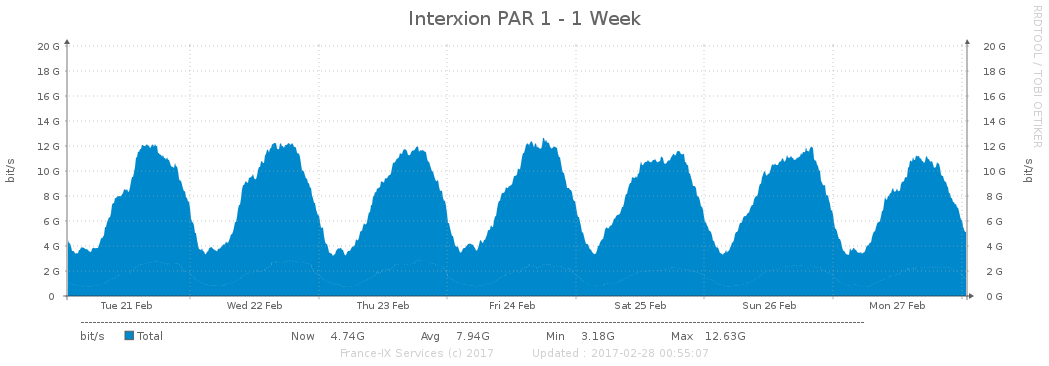 Interxion PAR 1 - 1 Week
RRDTOOL / TOBI OETIKER
bit/s
20 G
18 G
16 G
14 G
12 G
10 G
8 G
6 G
4 G
2 G
0
20 G
18 G
16 G
14 G
12 G
10 G
8 G
6 G
4 G
2 G
0 G
bit/s
Tue 21 Feb Wed 22 Feb Thu 23 Feb Fri 24 Feb Sat 25 Feb Sun 26 Feb Mon 27 Feb
bit/s Total Now 4.74G Avg 7.94G Min 3.18G Max 12.63G
France-IX Services (c) 2017 Updated : 2017-02-28 00:55:07